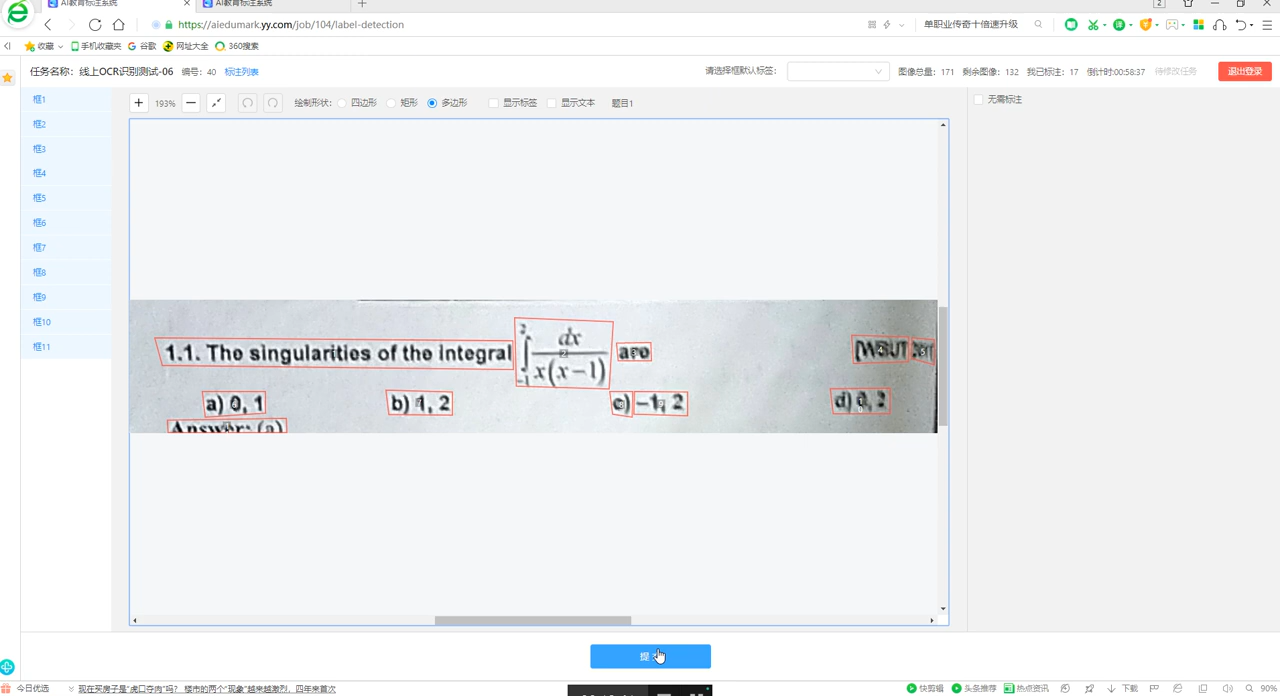 AI教育标注系统 AI教育标注系统
https://aiedumark.yy.com/job/104/label-detection 单职业传奇十倍速升级
收藏 手机收藏夹 谷歌 网址大全 360搜索
任务名称: 线上OCR识别测试-06 编号: 40 标注列表 请选择框默认标签: 图像总量: 171 剩余图像: 132 我已标注: 17 倒计时:00:58:37 待修改任务 退出登录
193% 绘制形状: 四边形 矩形 多边形 显示标签 显示文本 题目1 无需标注
框1
框2
框3
框4
框5
框6
框7
框8
框9
框10
框11
1.1. The singularities of the integral ∫_{-1}^{2} dx / x(x−1) are [WBUT
a) 0, 1 b) 1, 2 c) −1, 2 d) 0, 2
Answer: (a)
提
今日优选 现在买房子是"虎口夺肉"吗? 楼市的两个"现象"越来越激烈，四年来首次 快剪辑 头条推荐 热点资讯 下载 90%